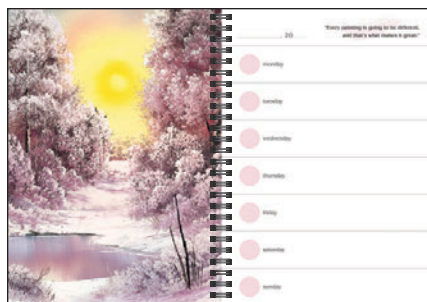 "Every painting is going to be different,
and that's what makes it great."
, 20
monday
tuesday
wednesday
thursday
friday
saturday
sunday